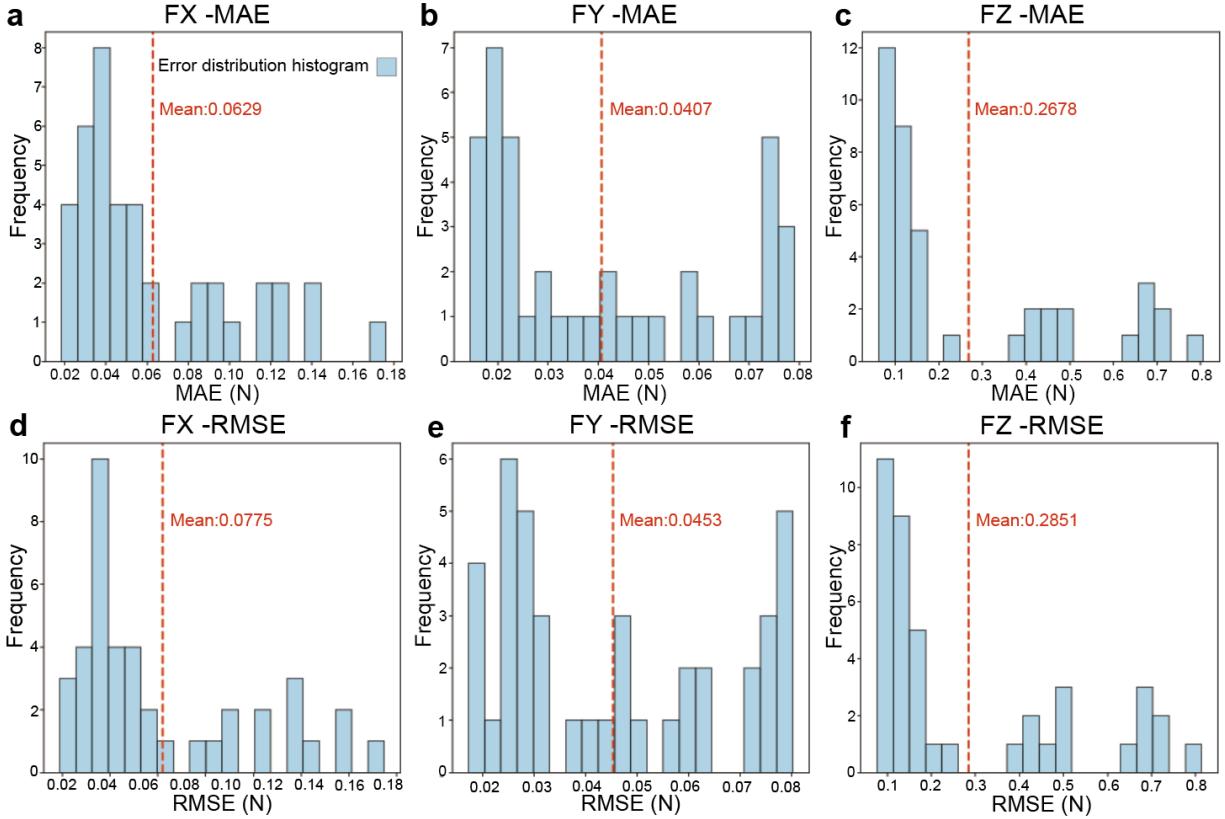 a
FX -MAE
Frequency
8
7
6
5
4
3
2
1
0
Error distribution histogram
Mean:0.0629
0.02 0.04 0.06 0.08 0.10 0.12 0.14 0.16 0.18
MAE (N)
b
FY -MAE
Frequency
7
6
5
4
3
2
1
0
Mean:0.0407
0.02 0.03 0.04 0.05 0.06 0.07 0.08
MAE (N)
c
FZ -MAE
Frequency
12
10
8
6
4
2
0
Mean:0.2678
0.1 0.2 0.3 0.4 0.5 0.6 0.7 0.8
MAE (N)
d
FX -RMSE
Frequency
10
8
6
4
2
0
Mean:0.0775
0.02 0.04 0.06 0.08 0.10 0.12 0.14 0.16 0.18
RMSE (N)
e
FY -RMSE
Frequency
6
5
4
3
2
1
0
Mean:0.0453
0.02 0.03 0.04 0.05 0.06 0.07 0.08
RMSE (N)
f
FZ -RMSE
Frequency
10
8
6
4
2
0
Mean:0.2851
0.1 0.2 0.3 0.4 0.5 0.6 0.7 0.8
RMSE (N)